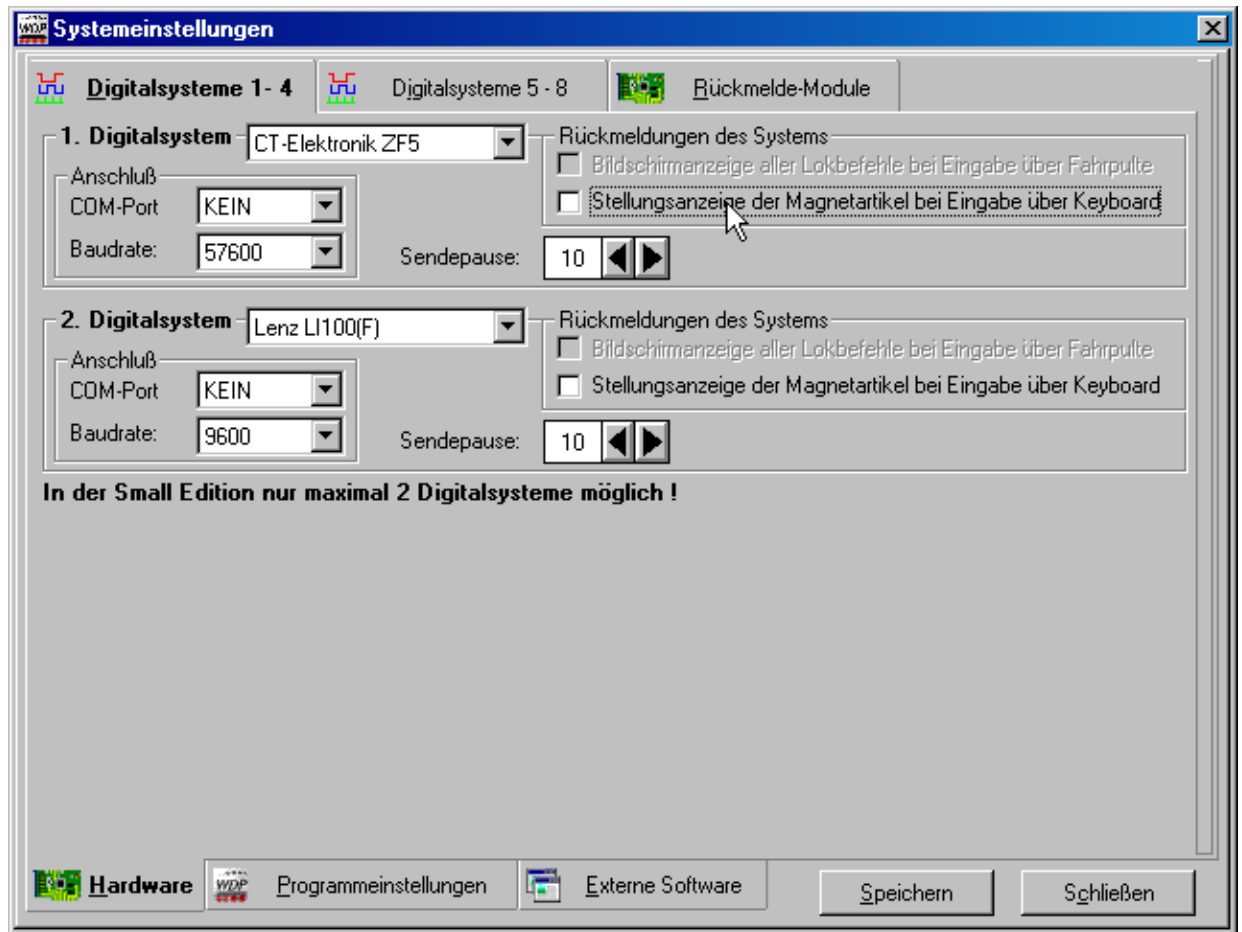 WDP Systemeinstellungen
Digitalsysteme 1- 4 Digitalsysteme 5 - 8 Rückmelde-Module
1. Digitalsystem CT-Elektronik ZF5
Anschluß
COM-Port KEIN
Baudrate: 57600
Sendepause: 10
Rückmeldungen des Systems
Bildschirmanzeige aller Lokbefehle bei Eingabe über Fahrpulte
Stellungsanzeige der Magnetartikel bei Eingabe über Keyboard
2. Digitalsystem Lenz LI100(F)
Anschluß
COM-Port KEIN
Baudrate: 9600
Sendepause: 10
Rückmeldungen des Systems
Bildschirmanzeige aller Lokbefehle bei Eingabe über Fahrpulte
Stellungsanzeige der Magnetartikel bei Eingabe über Keyboard
In der Small Edition nur maximal 2 Digitalsysteme möglich !
Hardware WDP Programmeinstellungen Externe Software Speichern Schließen